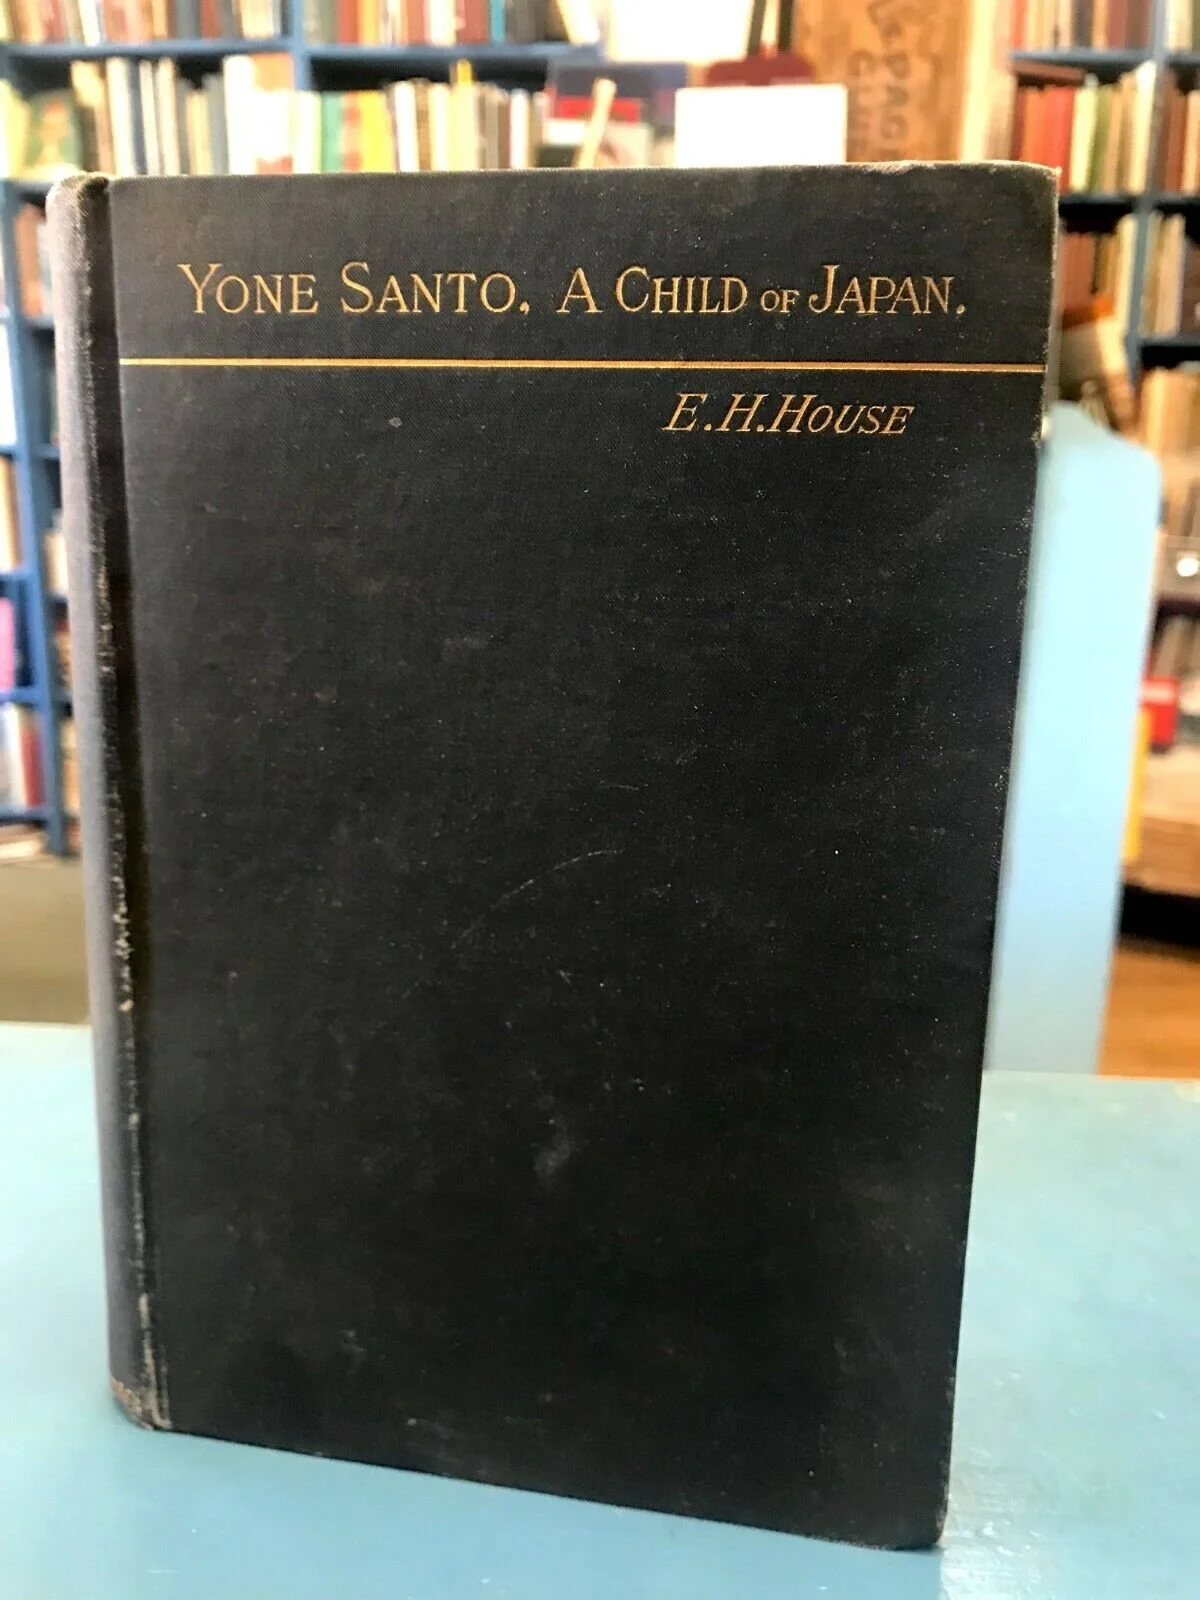 YONE SANTO, A CHILD OF JAPAN.
E.H.HOUSE